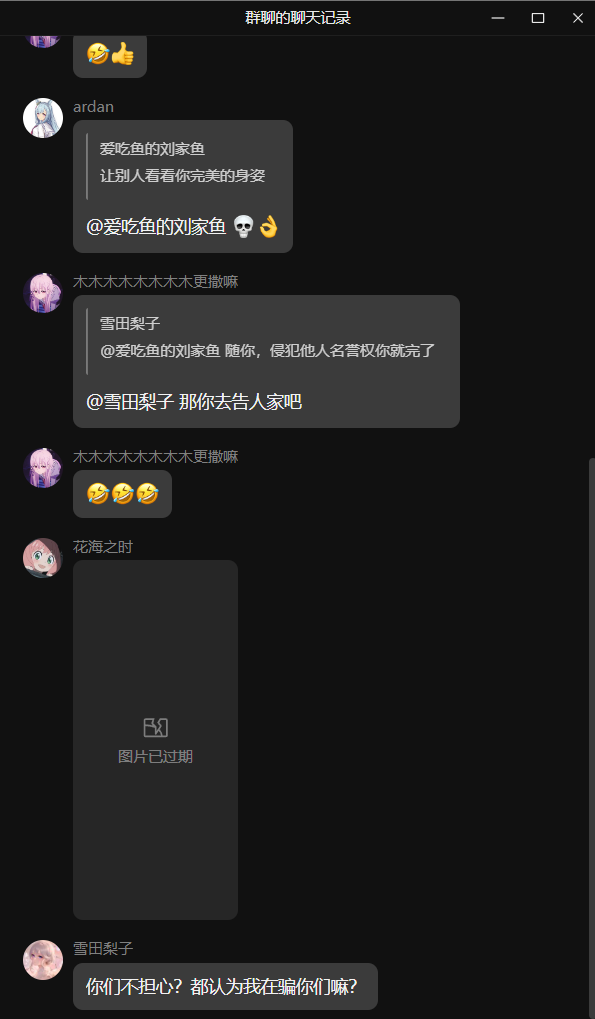 群聊的聊天记录
🤣👍
ardan
爱吃鱼的刘家鱼
让别人看看你完美的身姿
@爱吃鱼的刘家鱼 💀👌
木木木木木木木木更撒嘛
雪田梨子
@爱吃鱼的刘家鱼 随你，侵犯他人名誉权你就完了
@雪田梨子 那你去告人家吧
木木木木木木木木更撒嘛
🤣🤣🤣
花海之时
图片已过期
雪田梨子
你们不担心？都认为我在骗你们嘛？